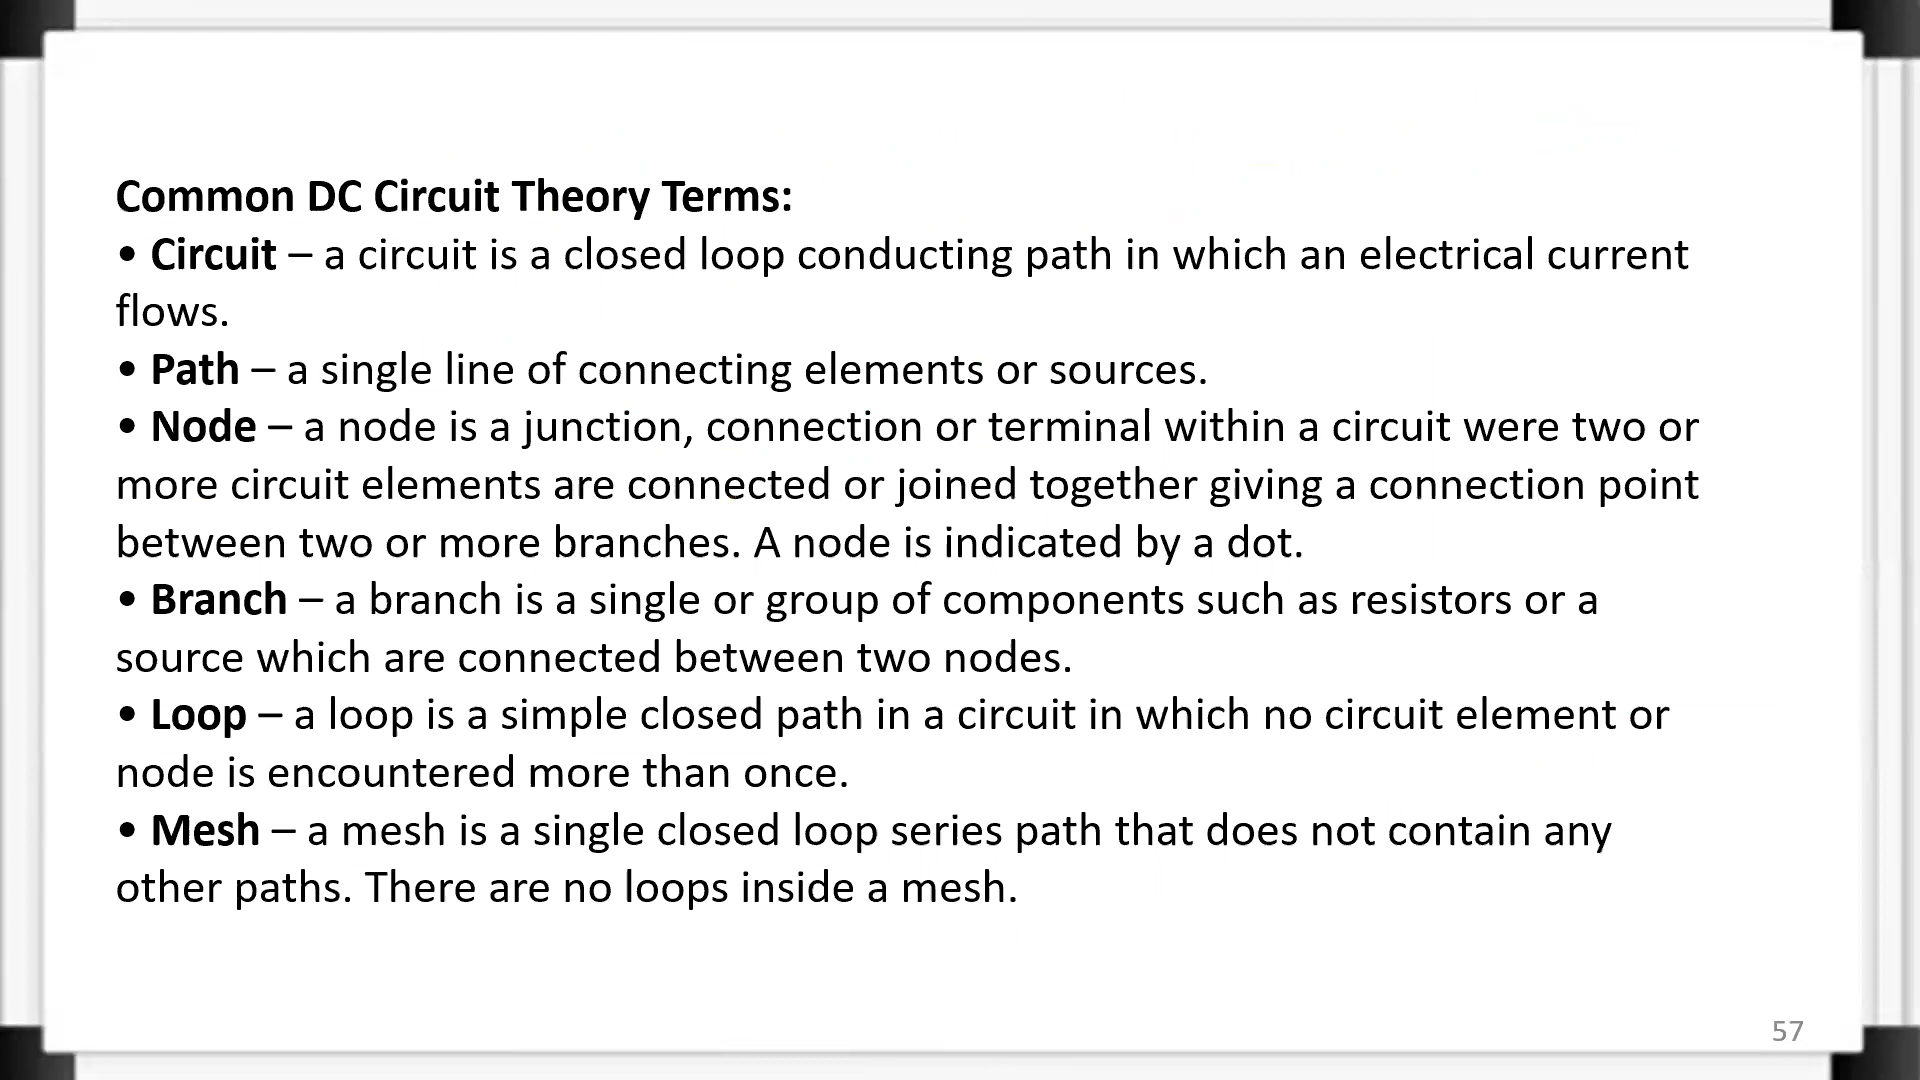 Common DC Circuit Theory Terms:
• Circuit – a circuit is a closed loop conducting path in which an electrical current
flows.
• Path – a single line of connecting elements or sources.
• Node – a node is a junction, connection or terminal within a circuit were two or
more circuit elements are connected or joined together giving a connection point
between two or more branches. A node is indicated by a dot.
• Branch – a branch is a single or group of components such as resistors or a
source which are connected between two nodes.
• Loop – a loop is a simple closed path in a circuit in which no circuit element or
node is encountered more than once.
• Mesh – a mesh is a single closed loop series path that does not contain any
other paths. There are no loops inside a mesh.
57